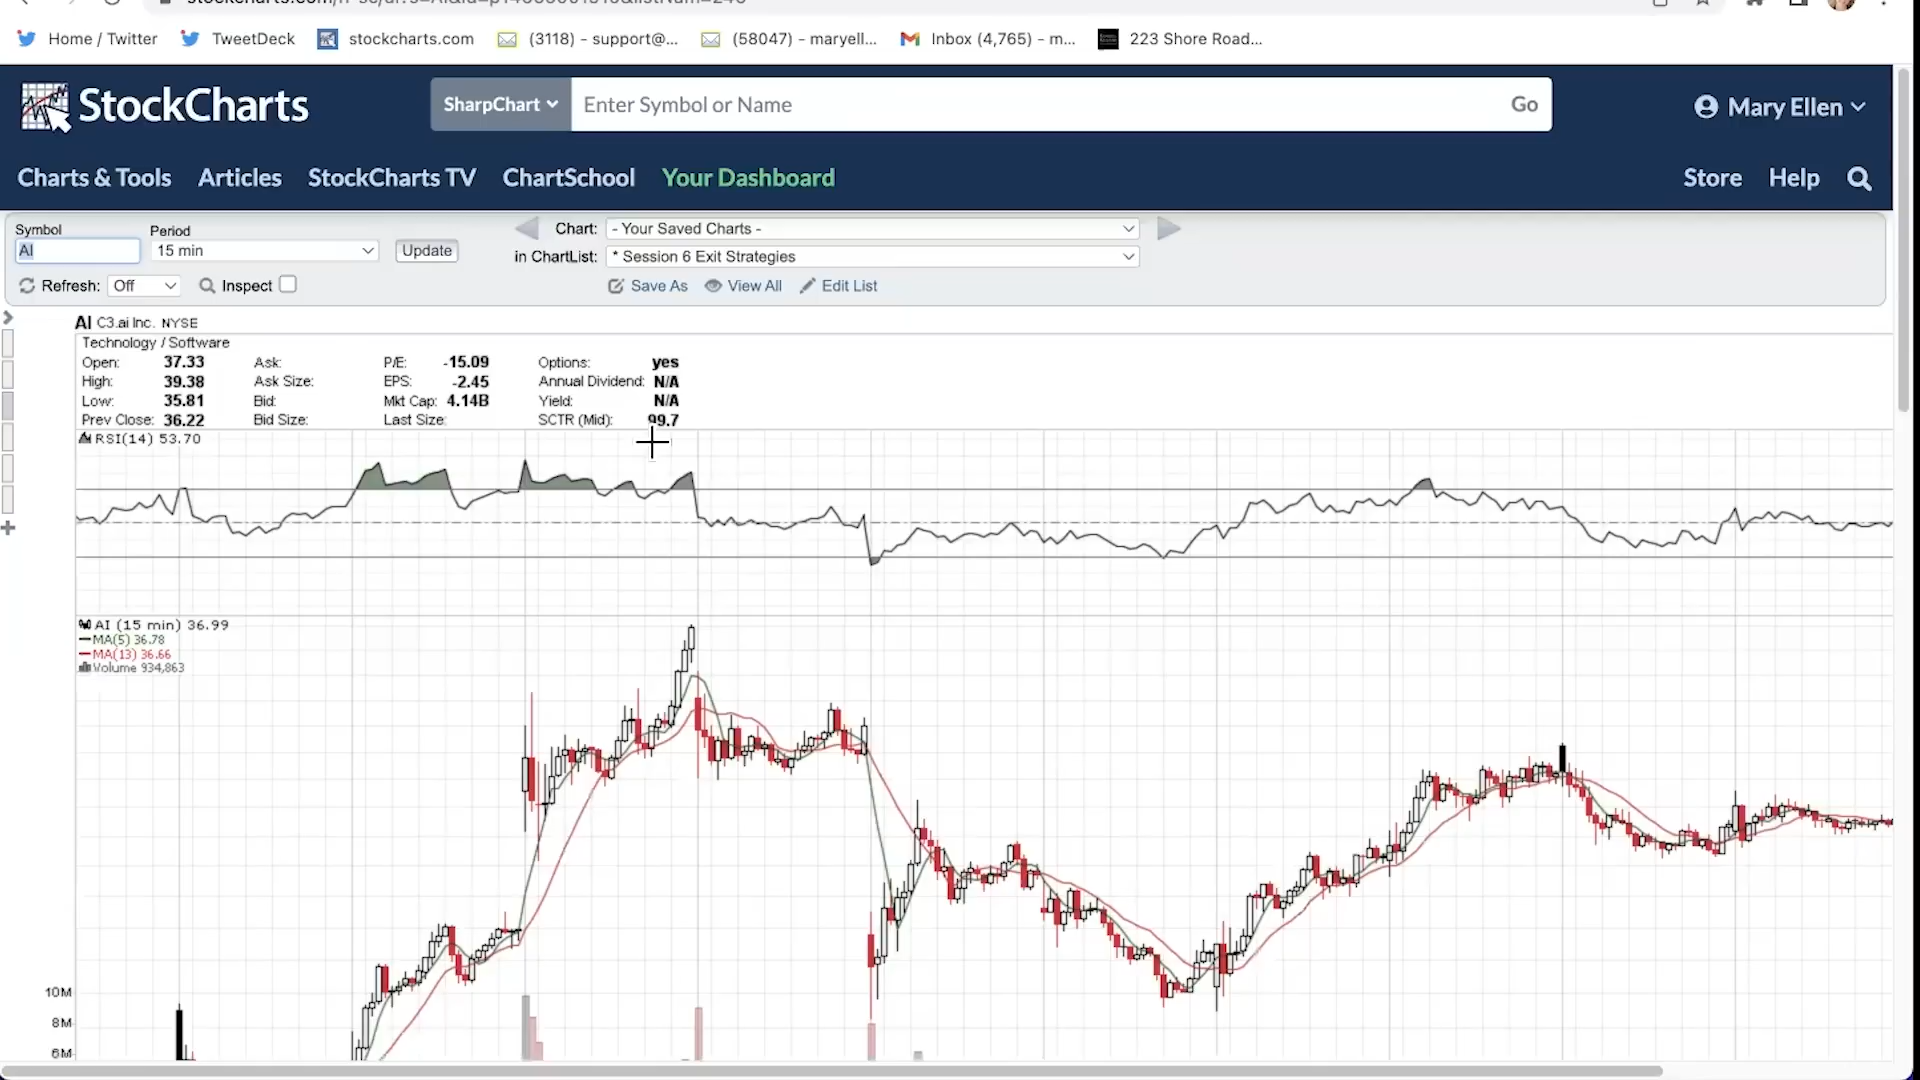 Home / Twitter TweetDeck stockcharts.com (3118) - support@... (58047) - maryell... Inbox (4,765) - m... 223 Shore Road...
StockCharts SharpChart Enter Symbol or Name Go Mary Ellen
Charts & Tools Articles StockCharts TV ChartSchool Your Dashboard Store Help
Symbol Period Chart: - Your Saved Charts -
AI 15 min Update in ChartList: * Session 6 Exit Strategies
Refresh: Off Inspect Save As View All Edit List
AI C3.ai Inc. NYSE
Technology / Software
Open: 37.33 Ask: P/E: -15.09 Options: yes
High: 39.38 Ask Size: EPS: -2.45 Annual Dividend: N/A
Low: 35.81 Bid: Mkt Cap: 4.14B Yield: N/A
Prev Close: 36.22 Bid Size: Last Size: SCTR (Mid): 99.7
RSI(14) 53.70
AI (15 min) 36.99
MA(5) 36.78
MA(13) 36.66
Volume 934,863
10M
8M
6M